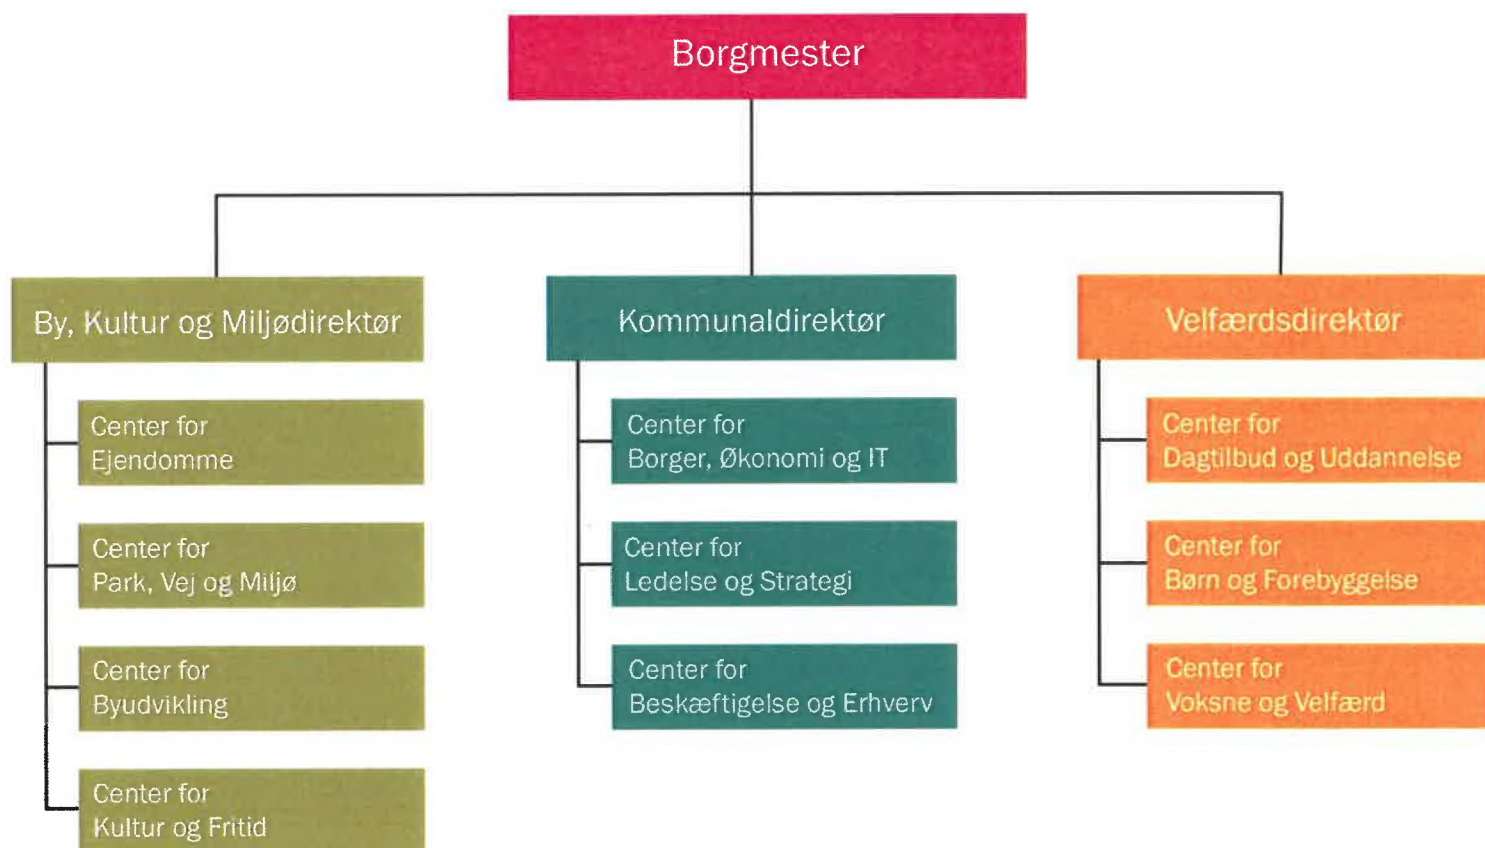 Borgmester
By, Kultur og Miljødirektør
Center for
Ejendomme
Center for
Park, Vej og Miljø
Center for
Byudvikling
Center for
Kultur og Fritid
Kommunaldirektør
Center for
Borger, Økonomi og IT
Center for
Ledelse og Strategi
Center for
Beskæftigelse og Erhverv
Velfærdsdirektør
Center for
Dagtilbud og Uddannelse
Center for
Børn og Forebyggelse
Center for
Voksne og Velfærd